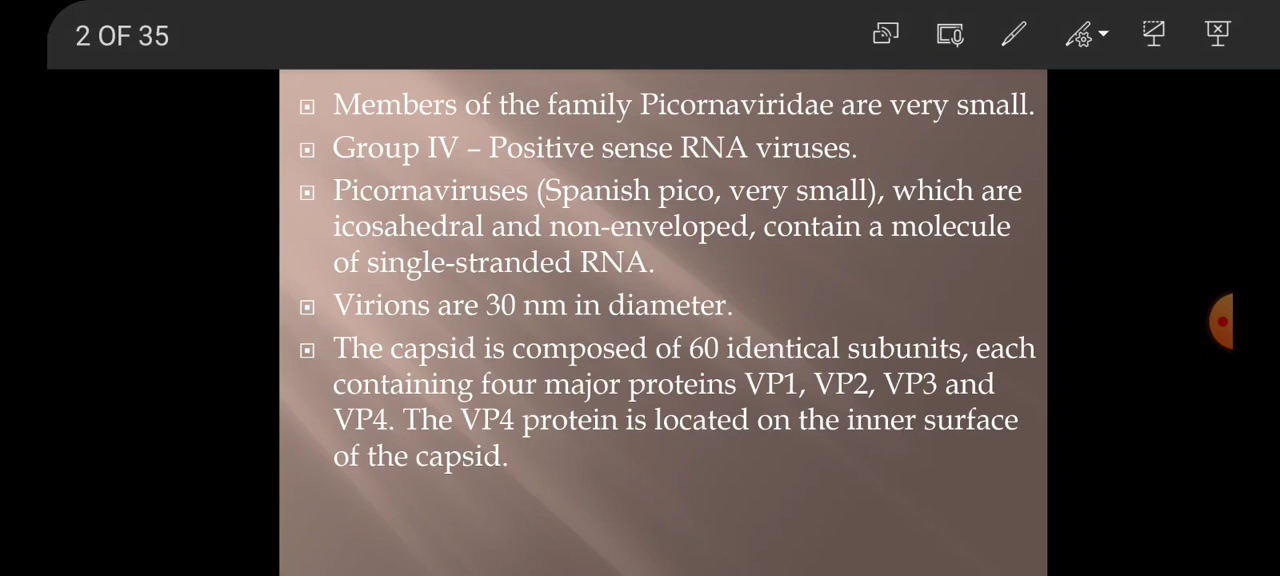 2 OF 35
Members of the family Picornaviridae are very small.
Group IV – Positive sense RNA viruses.
Picornaviruses (Spanish pico, very small), which are
icosahedral and non-enveloped, contain a molecule
of single-stranded RNA.
Virions are 30 nm in diameter.
The capsid is composed of 60 identical subunits, each
containing four major proteins VP1, VP2, VP3 and
VP4. The VP4 protein is located on the inner surface
of the capsid.